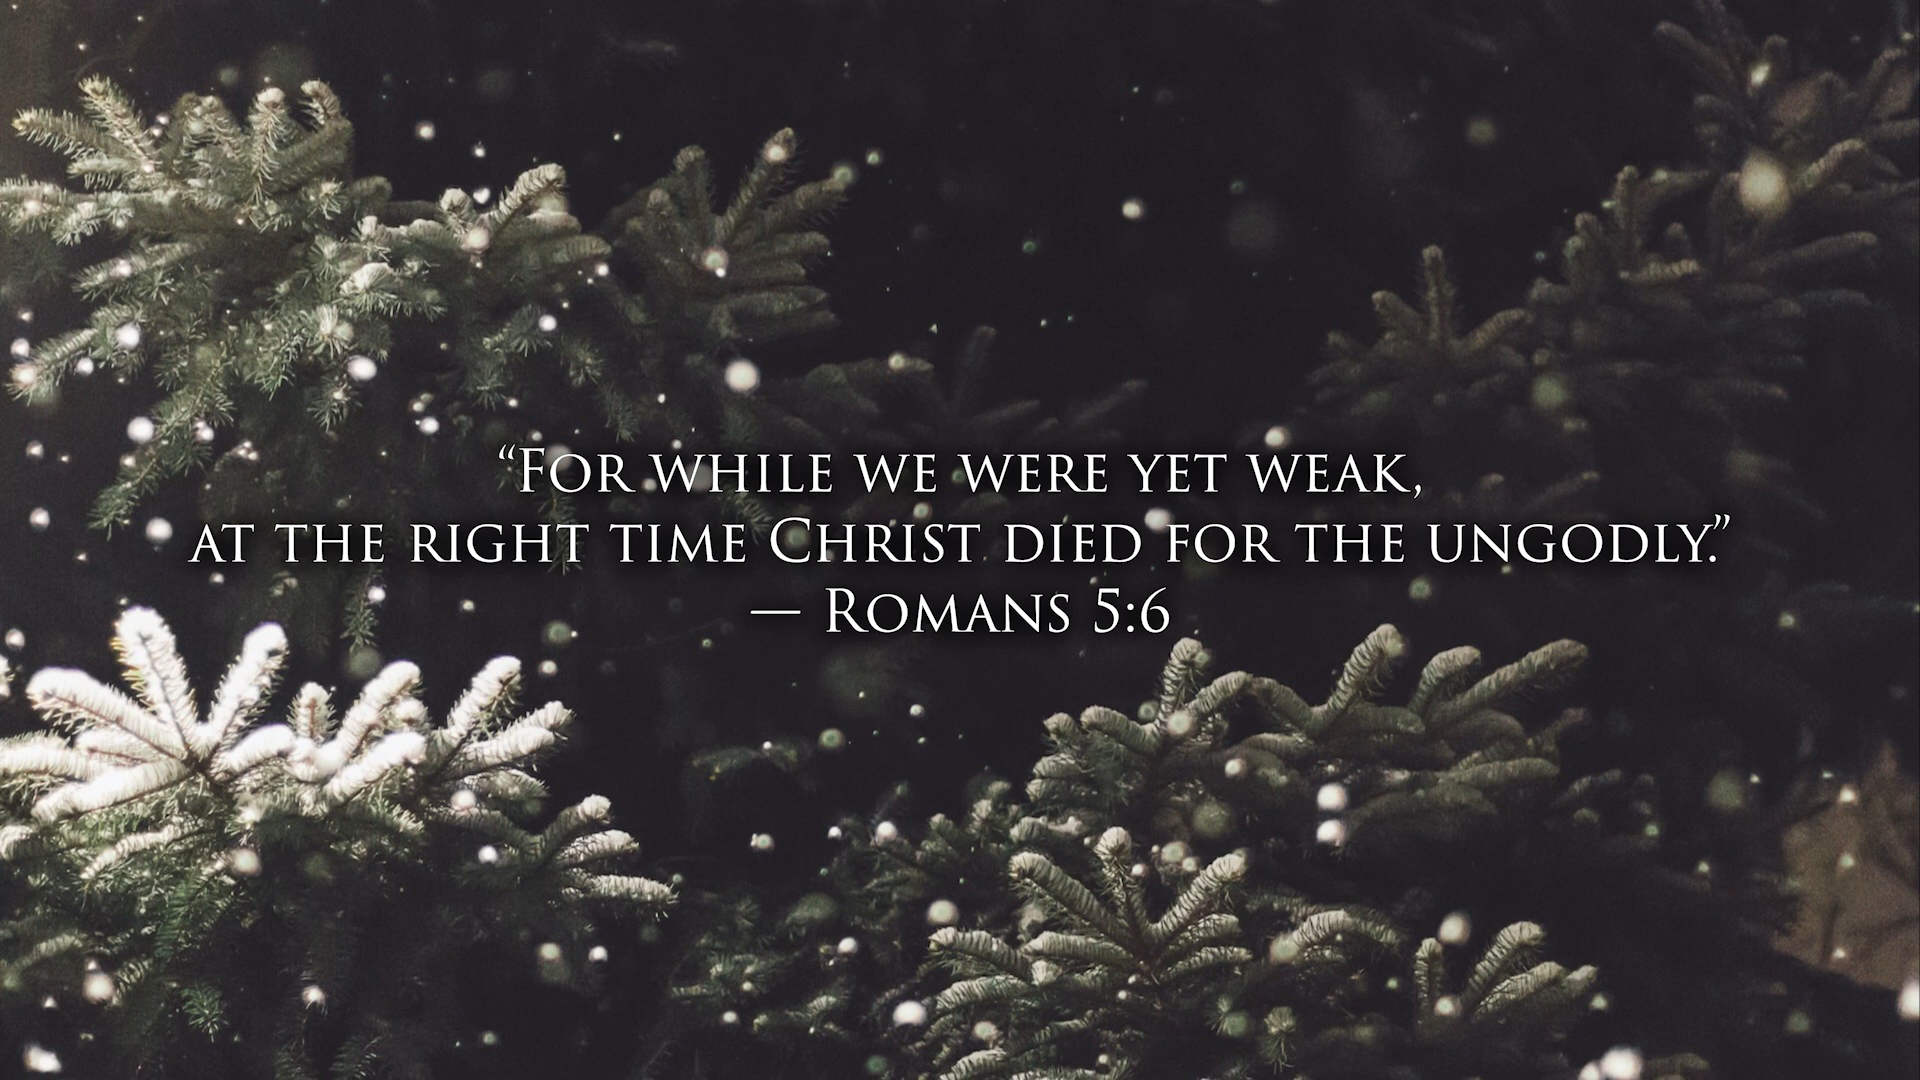 “For while we were yet weak,
at the right time Christ died for the ungodly.”
— Romans 5:6